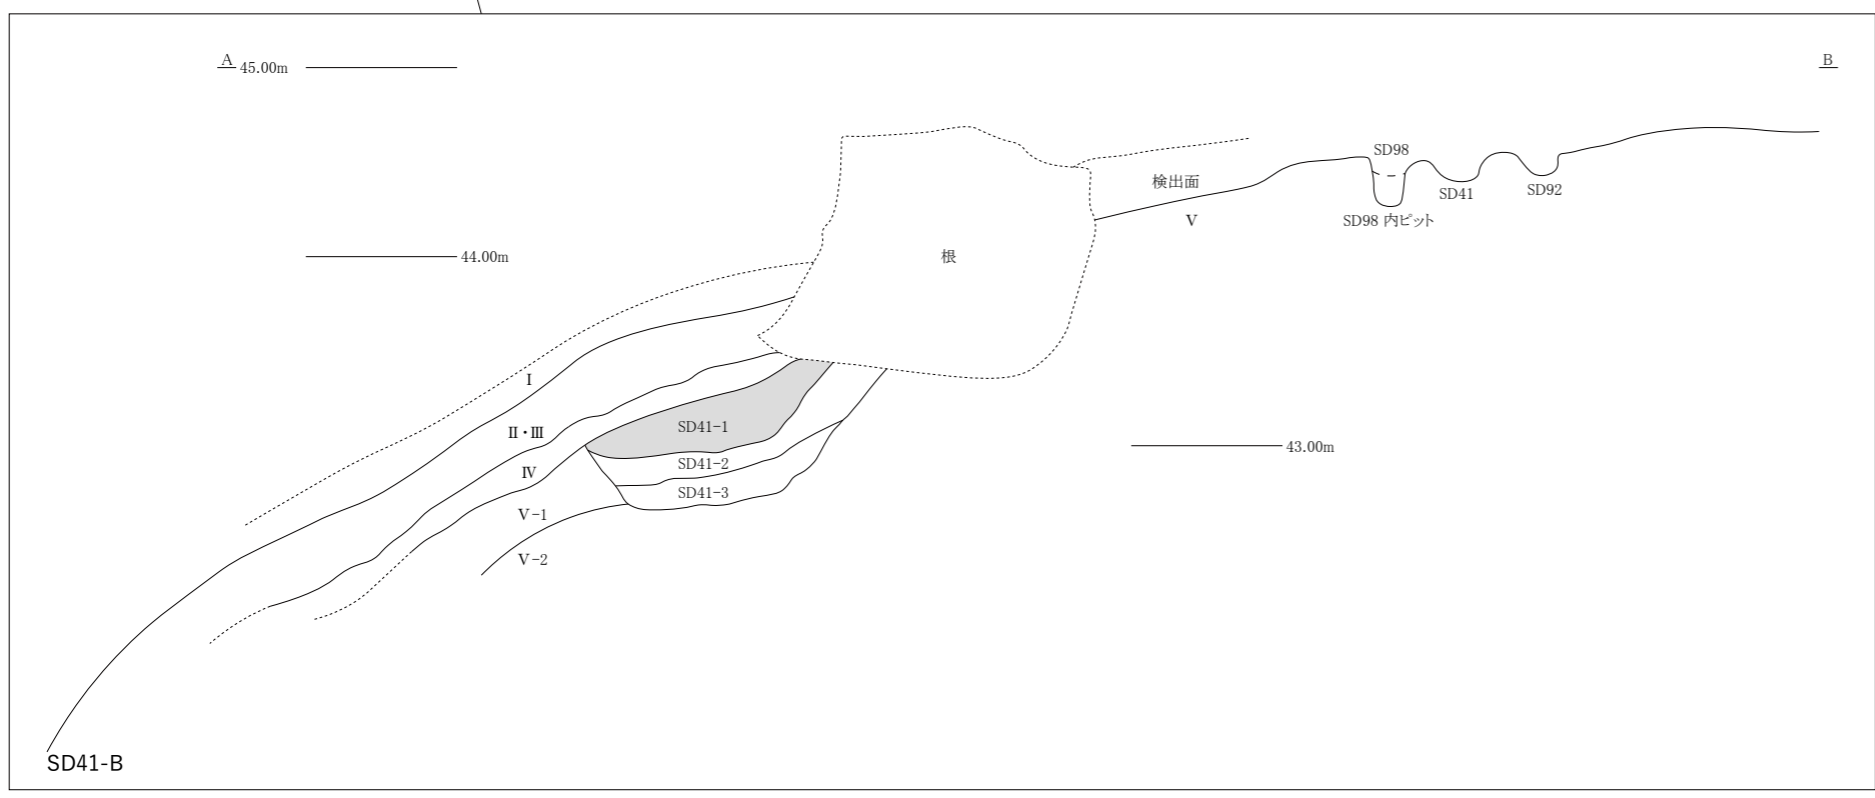 A
45.00m
B
SD98
検出面
SD41
SD92
V
SD98 内ピット
44.00m
根
I
SD41-1
II・III
43.00m
SD41-2
IV
SD41-3
V-1
V-2
SD41-B